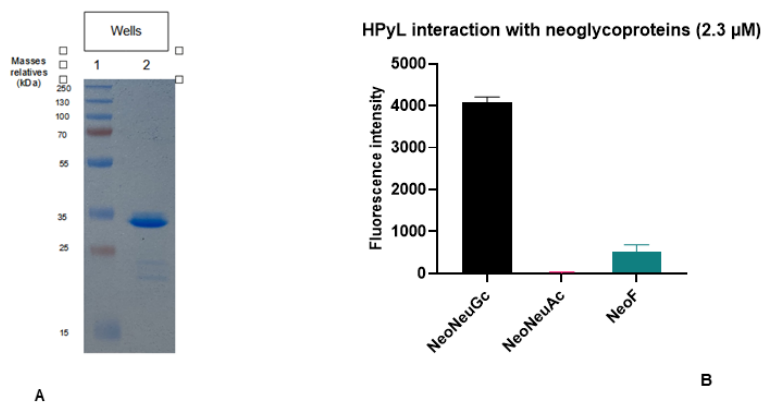 Wells
Masses
relatives
(kDa)
1 2
250
130
100
70
55
35
25
15
A
HPyL interaction with neoglycoproteins (2.3 µM)
Fluorescence intensity
5000
4000
3000
2000
1000
0
NeoNeuGc
NeoNeuAc
NeoF
B